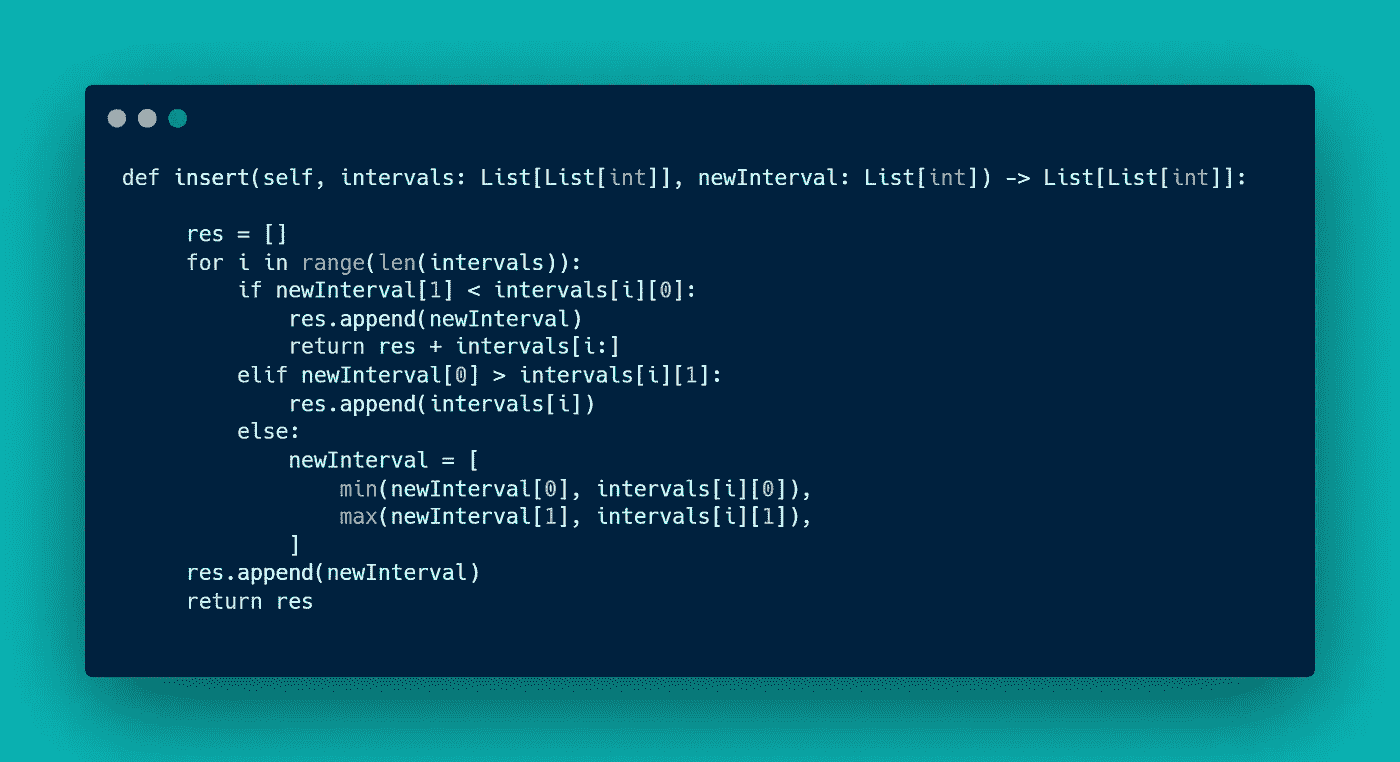 def insert(self, intervals: List[List[int]], newInterval: List[int]) -> List[List[int]]:
res = []
for i in range(len(intervals)):
if newInterval[1] < intervals[i][0]:
res.append(newInterval)
return res + intervals[i:]
elif newInterval[0] > intervals[i][1]:
res.append(intervals[i])
else:
newInterval = [
min(newInterval[0], intervals[i][0]),
max(newInterval[1], intervals[i][1]),
]
res.append(newInterval)
return res